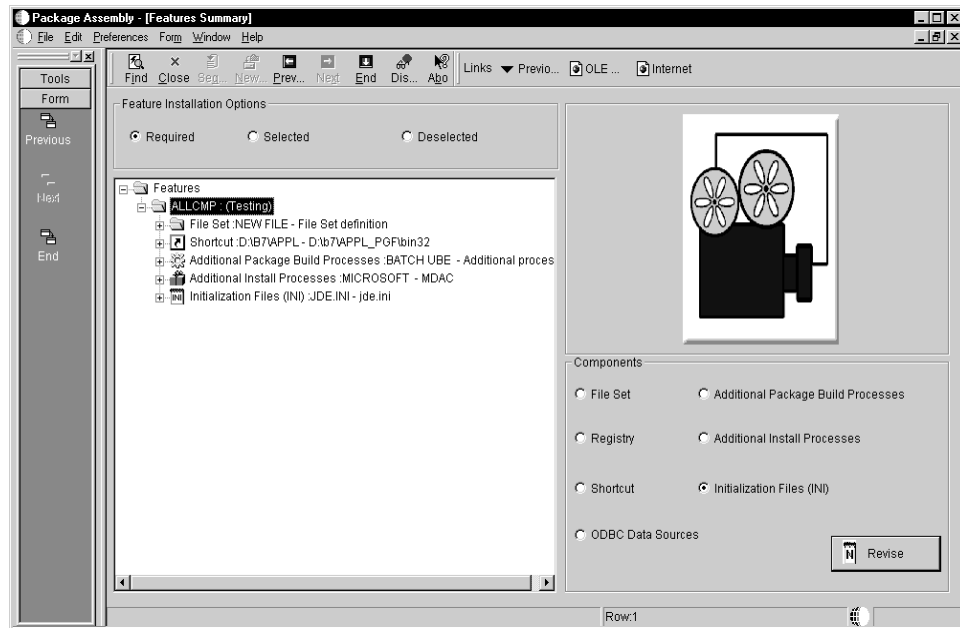 Package Assembly - [Features Summary]
File Edit Preferences Form Window Help
Find Close Seq... New... Prev... Next End Dis... Abo Links Previo... OLE ... Internet
Tools
Form
Previous
Next
End
Feature Installation Options
Required Selected Deselected
Features
ALLCMP : (Testing)
File Set :NEW FILE - File Set definition
Shortcut :D:\B7\APPL - D:\b7\APPL_PGF\bin32
Additional Package Build Processes :BATCH UBE - Additional proces
Additional Install Processes :MICROSOFT - MDAC
INI Initialization Files (INI) :JDE.INI - jde.ini
Components
File Set Additional Package Build Processes
Registry Additional Install Processes
Shortcut Initialization Files (INI)
ODBC Data Sources
N Revise
Row:1